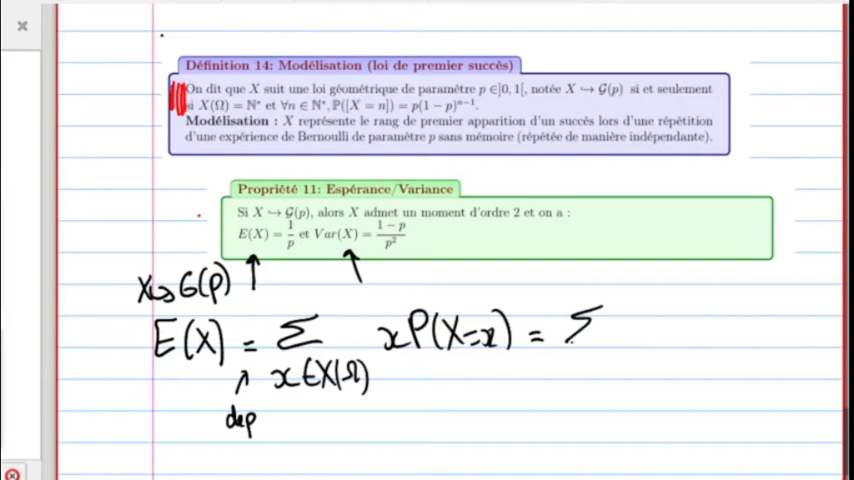 Définition 14: Modélisation (loi de premier succès)
On dit que X suit une loi géométrique de paramètre p ∈]0, 1[, notée X ↪ 𝒢(p) si et seulement
si X(Ω) = ℕ* et ∀n ∈ ℕ*, ℙ([X = n]) = p(1 − p)ⁿ⁻¹.
Modélisation : X représente le rang de premier apparition d'un succès lors d'une répétition
d'une expérience de Bernoulli de paramètre p sans mémoire (répétée de manière indépendante).
Propriété 11: Espérance/Variance
Si X ↪ 𝒢(p), alors X admet un moment d'ordre 2 et on a :
E(X) = 1/p et Var(X) = (1 − p)/p²
X↪G(p)
E(X) = Σ xP(X=x) = Σ
x∈X(Ω)
dep